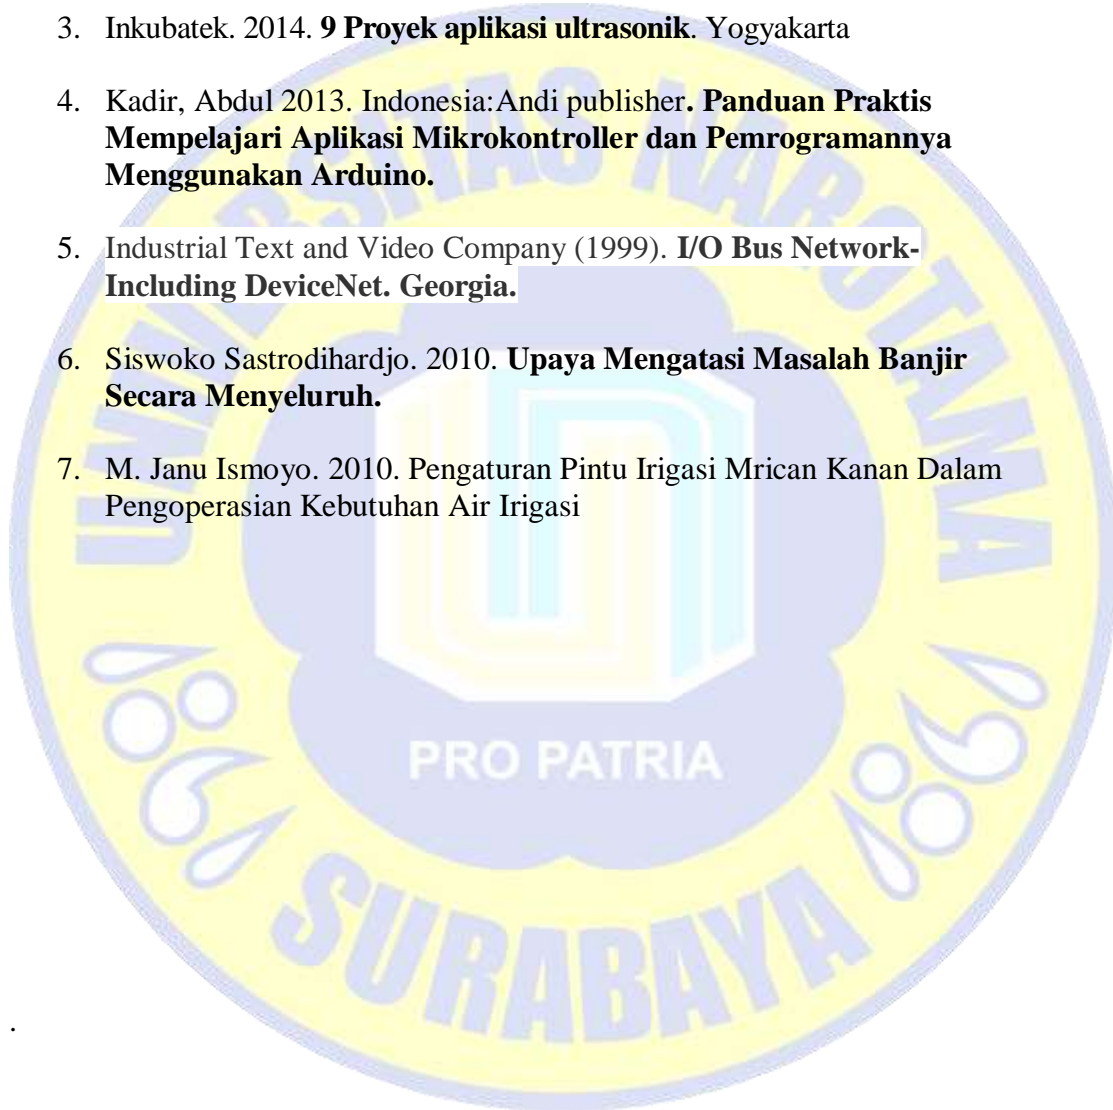 3. Inkubatek. 2014. 9 Proyek aplikasi ultrasonik. Yogyakarta
4. Kadir, Abdul 2013. Indonesia:Andi publisher. Panduan Praktis
Mempelajari Aplikasi Mikrokontroller dan Pemrogramannya
Menggunakan Arduino.
5. Industrial Text and Video Company (1999). I/O Bus Network-
Including DeviceNet. Georgia.
6. Siswoko Sastrodihardjo. 2010. Upaya Mengatasi Masalah Banjir
Secara Menyeluruh.
7. M. Janu Ismoyo. 2010. Pengaturan Pintu Irigasi Mrican Kanan Dalam
Pengoperasian Kebutuhan Air Irigasi
.
UNIVERSITAS NAROTAMA
PRO PATRIA
SURABAYA